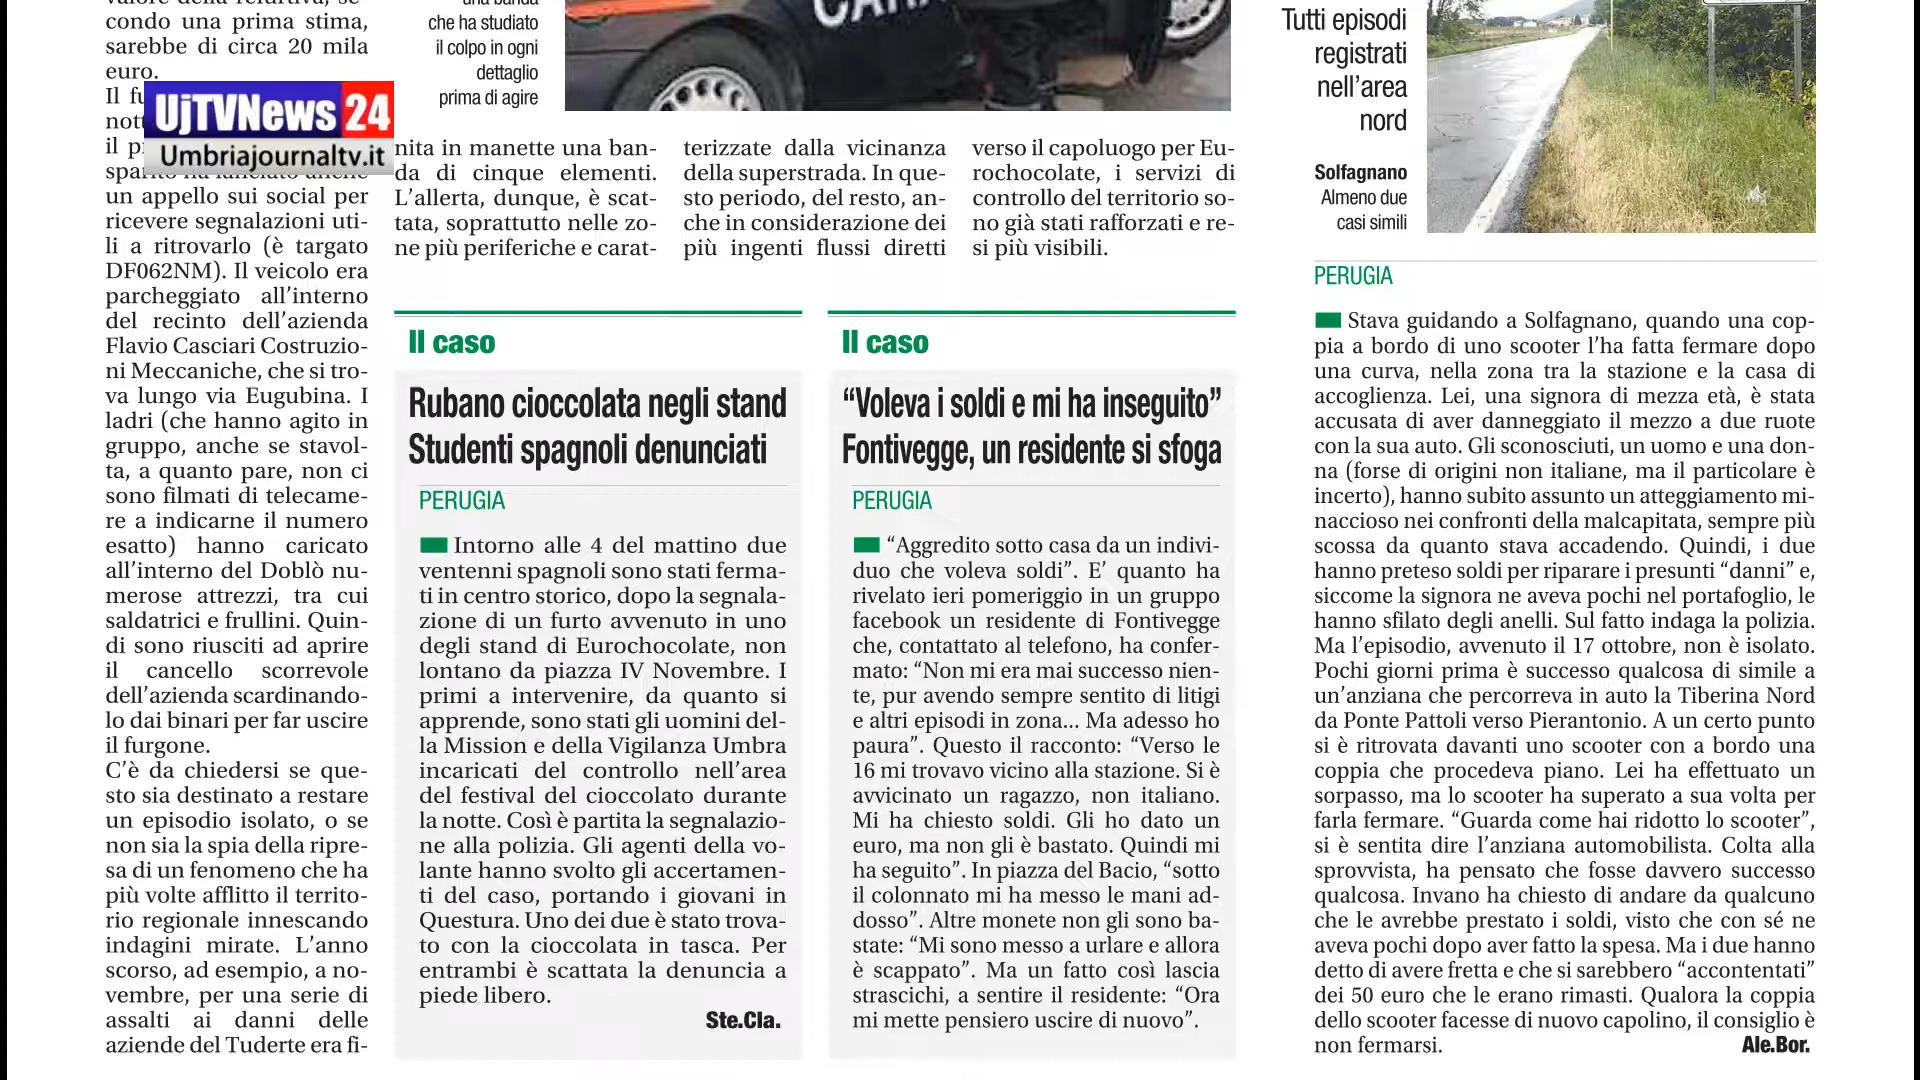 valore della refurtiva, se-
condo una prima stima,
sarebbe di circa 20 mila
euro.
Il
not
il
un appello sui social per
ricevere segnalazioni uti-
li a ritrovarlo (è targato
DF062NM). Il veicolo era
parcheggiato all'interno
del recinto dell'azienda
Flavio Casciari Costruzio-
ni Meccaniche, che si tro-
va lungo via Eugubina. I
ladri (che hanno agito in
gruppo, anche se stavol-
ta, a quanto pare, non ci
sono filmati di telecame-
re a indicarne il numero
esatto) hanno caricato
all'interno del Doblò nu-
merose attrezzi, tra cui
saldatrici e frullini. Quin-
di sono riusciti ad aprire
il cancello scorrevole
dell'azienda scardinando-
lo dai binari per far uscire
il furgone.
C'è da chiedersi se que-
sto sia destinato a restare
un episodio isolato, o se
non sia la spia della ripre-
sa di un fenomeno che ha
più volte afflitto il territo-
rio regionale innescando
indagini mirate. L'anno
scorso, ad esempio, a no-
vembre, per una serie di
assalti ai danni delle
aziende del Tuderte era fi-
UjTVNews 24
Umbriajournaltv.it
una banda
che ha studiato
il colpo in ogni
dettaglio
prima di agire
CARA
nita in manette una ban-
da di cinque elementi.
L'allerta, dunque, è scat-
tata, soprattutto nelle zo-
ne più periferiche e carat-
terizzate dalla vicinanza
della superstrada. In que-
sto periodo, del resto, an-
che in considerazione dei
più ingenti flussi diretti
verso il capoluogo per Eu-
rochocolate, i servizi di
controllo del territorio so-
no già stati rafforzati e re-
si più visibili.
Il caso
Rubano cioccolata negli stand
Studenti spagnoli denunciati
PERUGIA
Intorno alle 4 del mattino due
ventenni spagnoli sono stati ferma-
ti in centro storico, dopo la segnala-
zione di un furto avvenuto in uno
degli stand di Eurochocolate, non
lontano da piazza IV Novembre. I
primi a intervenire, da quanto si
apprende, sono stati gli uomini del-
la Mission e della Vigilanza Umbra
incaricati del controllo nell'area
del festival del cioccolato durante
la notte. Così è partita la segnalazio-
ne alla polizia. Gli agenti della vo-
lante hanno svolto gli accertamen-
ti del caso, portando i giovani in
Questura. Uno dei due è stato trova-
to con la cioccolata in tasca. Per
entrambi è scattata la denuncia a
piede libero.
Ste.Cla.
Il caso
“Voleva i soldi e mi ha inseguito”
Fontivegge, un residente si sfoga
PERUGIA
“Aggredito sotto casa da un indivi-
duo che voleva soldi”. E' quanto ha
rivelato ieri pomeriggio in un gruppo
facebook un residente di Fontivegge
che, contattato al telefono, ha confer-
mato: “Non mi era mai successo nien-
te, pur avendo sempre sentito di litigi
e altri episodi in zona... Ma adesso ho
paura”. Questo il racconto: “Verso le
16 mi trovavo vicino alla stazione. Si è
avvicinato un ragazzo, non italiano.
Mi ha chiesto soldi. Gli ho dato un
euro, ma non gli è bastato. Quindi mi
ha seguito”. In piazza del Bacio, “sotto
il colonnato mi ha messo le mani ad-
dosso”. Altre monete non gli sono ba-
state: “Mi sono messo a urlare e allora
è scappato”. Ma un fatto così lascia
strascichi, a sentire il residente: “Ora
mi mette pensiero uscire di nuovo”.
Tutti episodi
registrati
nell'area
nord
Solfagnano
Almeno due
casi simili
PERUGIA
Stava guidando a Solfagnano, quando una cop-
pia a bordo di uno scooter l'ha fatta fermare dopo
una curva, nella zona tra la stazione e la casa di
accoglienza. Lei, una signora di mezza età, è stata
accusata di aver danneggiato il mezzo a due ruote
con la sua auto. Gli sconosciuti, un uomo e una don-
na (forse di origini non italiane, ma il particolare è
incerto), hanno subito assunto un atteggiamento mi-
naccioso nei confronti della malcapitata, sempre più
scossa da quanto stava accadendo. Quindi, i due
hanno preteso soldi per riparare i presunti “danni” e,
siccome la signora ne aveva pochi nel portafoglio, le
hanno sfilato degli anelli. Sul fatto indaga la polizia.
Ma l'episodio, avvenuto il 17 ottobre, non è isolato.
Pochi giorni prima è successo qualcosa di simile a
un'anziana che percorreva in auto la Tiberina Nord
da Ponte Pattoli verso Pierantonio. A un certo punto
si è ritrovata davanti uno scooter con a bordo una
coppia che procedeva piano. Lei ha effettuato un
sorpasso, ma lo scooter ha superato a sua volta per
farla fermare. “Guarda come hai ridotto lo scooter”,
si è sentita dire l'anziana automobilista. Colta alla
sprovvista, ha pensato che fosse davvero successo
qualcosa. Invano ha chiesto di andare da qualcuno
che le avrebbe prestato i soldi, visto che con sé ne
aveva pochi dopo aver fatto la spesa. Ma i due hanno
detto di avere fretta e che si sarebbero “accontentati”
dei 50 euro che le erano rimasti. Qualora la coppia
dello scooter facesse di nuovo capolino, il consiglio è
non fermarsi.
Ale.Bor.